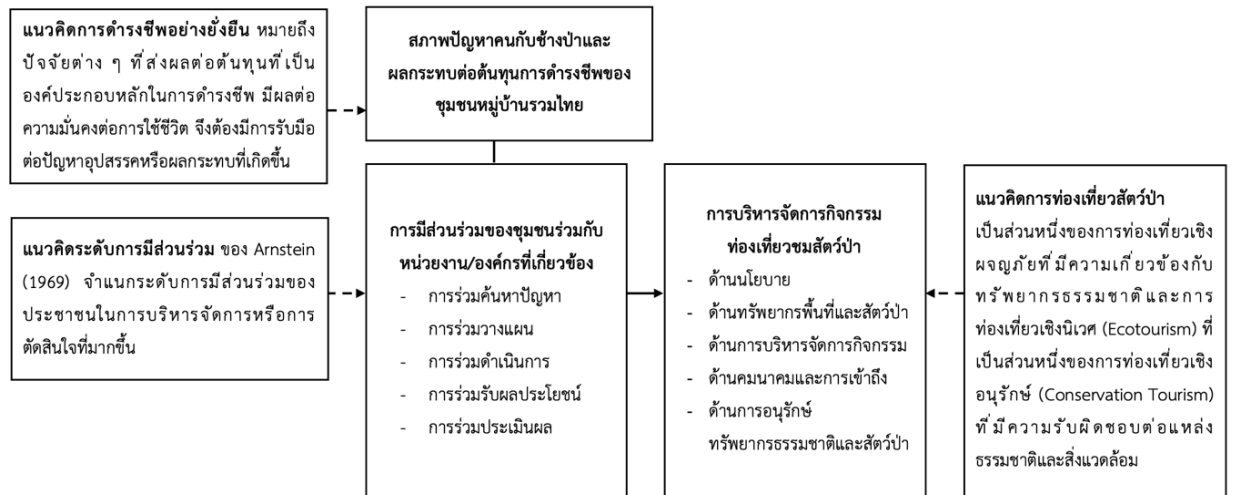 แนวคิดการดำรงชีพอย่างยั่งยืน หมายถึง
ปัจจัยต่าง ๆ ที่ส่งผลต่อต้นทุนที่เป็น
องค์ประกอบหลักในการดำรงชีพ มีผลต่อ
ความมั่นคงต่อการใช้ชีวิต จึงต้องมีการรับมือ
ต่อปัญหาอุปสรรคหรือผลกระทบที่เกิดขึ้น
สภาพปัญหาคนกับช้างป่าและ
ผลกระทบต่อต้นทุนการดำรงชีพของ
ชุมชนหมู่บ้านรวมไทย
แนวคิดระดับการมีส่วนร่วม ของ Arnstein
(1969) จำแนกระดับการมีส่วนร่วมของ
ประชาชนในการบริหารจัดการหรือการ
ตัดสินใจที่มากขึ้น
การมีส่วนร่วมของชุมชนร่วมกับ
หน่วยงาน/องค์กรที่เกี่ยวข้อง
- การร่วมค้นหาปัญหา
- การร่วมวางแผน
- การร่วมดำเนินการ
- การร่วมรับผลประโยชน์
- การร่วมประเมินผล
การบริหารจัดการกิจกรรม
ท่องเที่ยวชมสัตว์ป่า
- ด้านนโยบาย
- ด้านทรัพยากรพื้นที่และสัตว์ป่า
- ด้านการบริหารจัดการกิจกรรม
- ด้านคมนาคมและการเข้าถึง
- ด้านการอนุรักษ์
ทรัพยากรธรรมชาติและสัตว์ป่า
แนวคิดการท่องเที่ยวสัตว์ป่า
เป็นส่วนหนึ่งของการท่องเที่ยวเชิง
ผจญภัยที่มีความเกี่ยวข้องกับ
ทรัพยากรธรรมชาติและการ
ท่องเที่ยวเชิงนิเวศ (Ecotourism) ที่
เป็นส่วนหนึ่งของการท่องเที่ยวเชิง
อนุรักษ์ (Conservation Tourism)
ที่มีความรับผิดชอบต่อแหล่ง
ธรรมชาติและสิ่งแวดล้อม